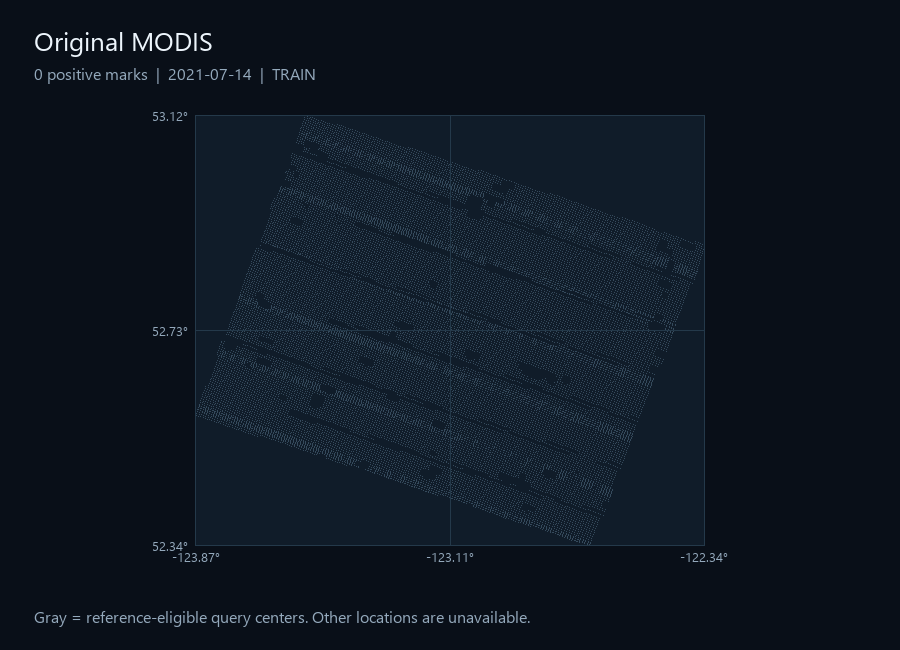 Original MODIS
0 positive marks | 2021-07-14 | TRAIN
53.12°
52.73°
52.34°
-123.87°
-123.11°
-122.34°
Gray = reference-eligible query centers. Other locations are unavailable.